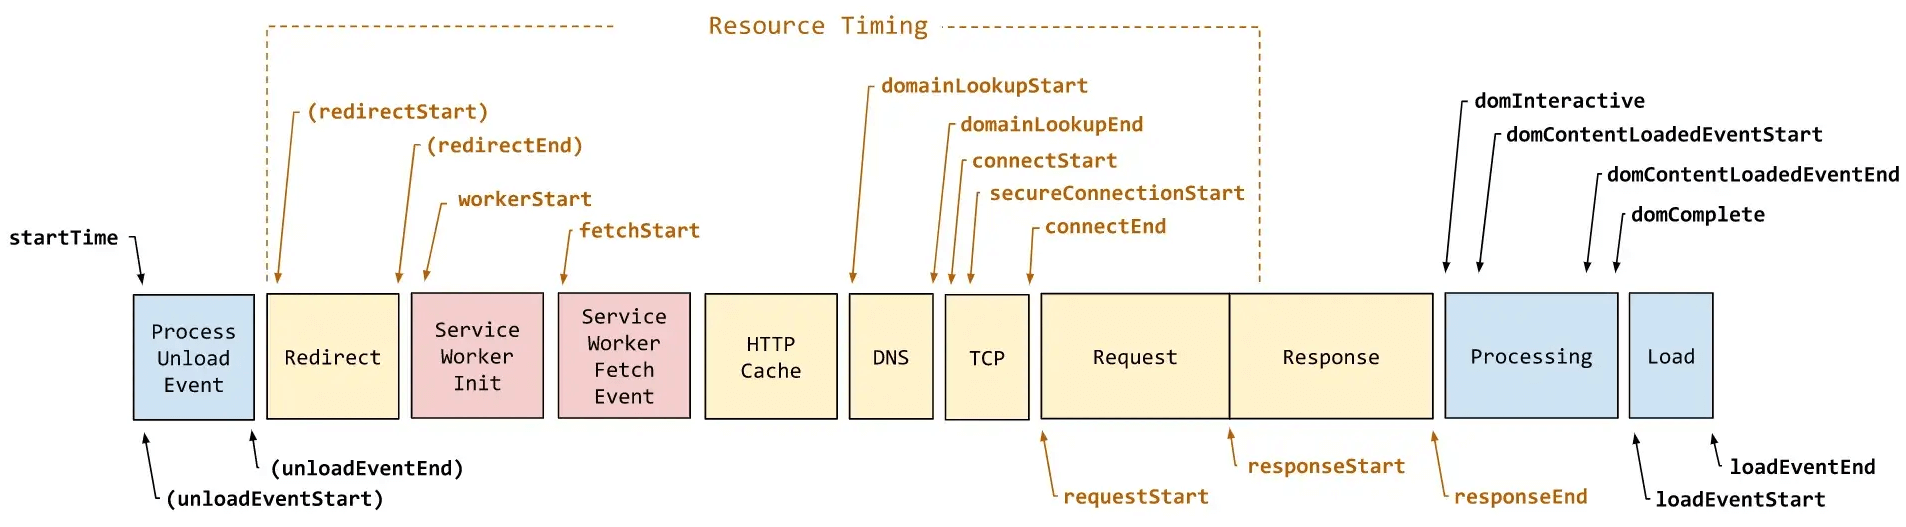 Resource Timing
domainLookupStart
(redirectStart)
domInteractive
domainLookupEnd
domContentLoadedEventStart
(redirectEnd)
connectStart
domContentLoadedEventEnd
secureConnectionStart
workerStart
domComplete
connectEnd
fetchStart
startTime
Process
Unload
Event
Redirect
Service
Worker
Init
Service
Worker
Fetch
Event
HTTP
Cache
DNS
TCP
Request
Response
Processing
Load
(unloadEventEnd)
responseStart
loadEventEnd
(unloadEventStart)
requestStart
responseEnd
loadEventStart